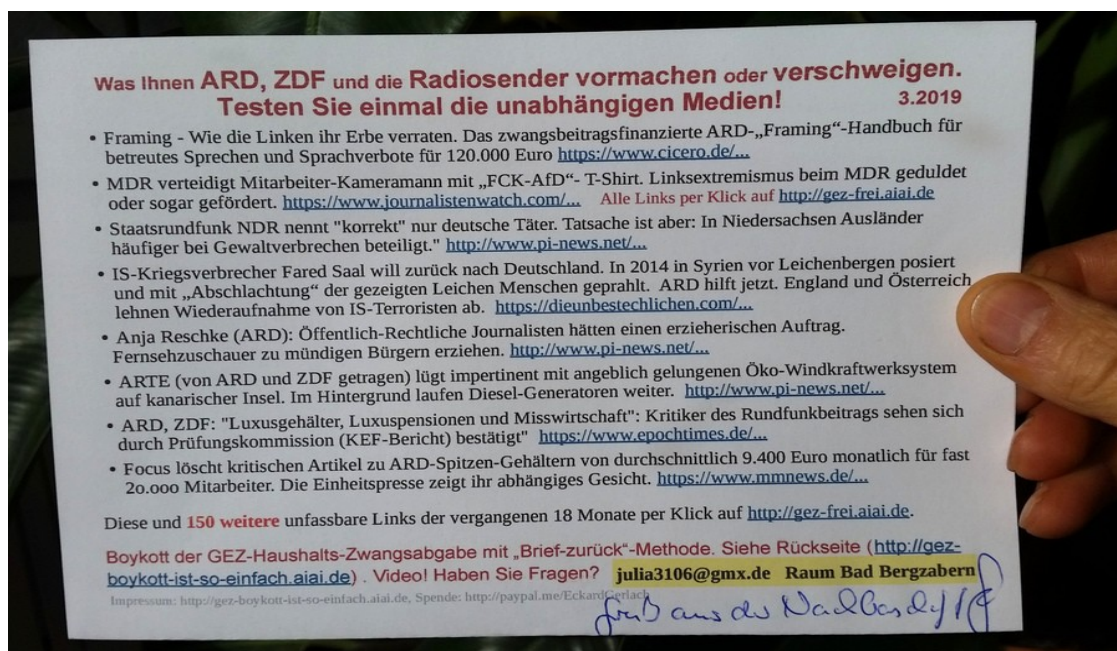 Was Ihnen ARD, ZDF und die Radiosender vormachen oder verschweigen.
Testen Sie einmal die unabhängigen Medien! 3.2019
• Framing - Wie die Linken ihr Erbe verraten. Das zwangsbeitragsfinanzierte ARD-„Framing“-Handbuch für
betreutes Sprechen und Sprachverbote für 120.000 Euro https://www.cicero.de/...
• MDR verteidigt Mitarbeiter-Kameramann mit „FCK-AfD“- T-Shirt. Linksextremismus beim MDR geduldet
oder sogar gefördert. https://www.journalistenwatch.com/... Alle Links per Klick auf http://gez-frei.aiai.de
• Staatsrundfunk NDR nennt "korrekt" nur deutsche Täter. Tatsache ist aber: In Niedersachsen Ausländer
häufiger bei Gewaltverbrechen beteiligt." http://www.pi-news.net/...
• IS-Kriegsverbrecher Fared Saal will zurück nach Deutschland. In 2014 in Syrien vor Leichenbergen posiert
und mit „Abschlachtung“ der gezeigten Leichen Menschen geprahlt. ARD hilft jetzt. England und Österreich
lehnen Wiederaufnahme von IS-Terroristen ab. https://dieunbestechlichen.com/...
• Anja Reschke (ARD): Öffentlich-Rechtliche Journalisten hätten einen erzieherischen Auftrag.
Fernsehzuschauer zu mündigen Bürgern erziehen. http://www.pi-news.net/...
• ARTE (von ARD und ZDF getragen) lügt impertinent mit angeblich gelungenen Öko-Windkraftwerksystem
auf kanarischer Insel. Im Hintergrund laufen Diesel-Generatoren weiter. http://www.pi-news.net/...
• ARD, ZDF: "Luxusgehälter, Luxuspensionen und Misswirtschaft": Kritiker des Rundfunkbeitrags sehen sich
durch Prüfungskommission (KEF-Bericht) bestätigt" https://www.epochtimes.de/...
• Focus löscht kritischen Artikel zu ARD-Spitzen-Gehältern von durchschnittlich 9.400 Euro monatlich für fast
2o.ooo Mitarbeiter. Die Einheitspresse zeigt ihr abhängiges Gesicht. https://www.mmnews.de/...
Diese und 150 weitere unfassbare Links der vergangenen 18 Monate per Klick auf http://gez-frei.aiai.de.
Boykott der GEZ-Haushalts-Zwangsabgabe mit „Brief-zurück“-Methode. Siehe Rückseite (http://gez-
boykott-ist-so-einfach.aiai.de) . Video! Haben Sie Fragen? julia3106@gmx.de Raum Bad Bergzabern
Impressum: http://gez-boykott-ist-so-einfach.aiai.de, Spende: http://paypal.me/EckardGerlach
Gruß aus der Nachbarschaft